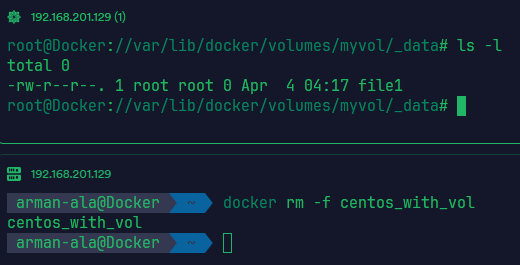 192.168.201.129 (1)
root@Docker://var/lib/docker/volumes/myvol/_data# ls -l
total 0
-rw-r--r--. 1 root root 0 Apr  4 04:17 file1
root@Docker://var/lib/docker/volumes/myvol/_data#
192.168.201.129
arman-ala@Docker ~ docker rm -f centos_with_vol
centos_with_vol
arman-ala@Docker ~